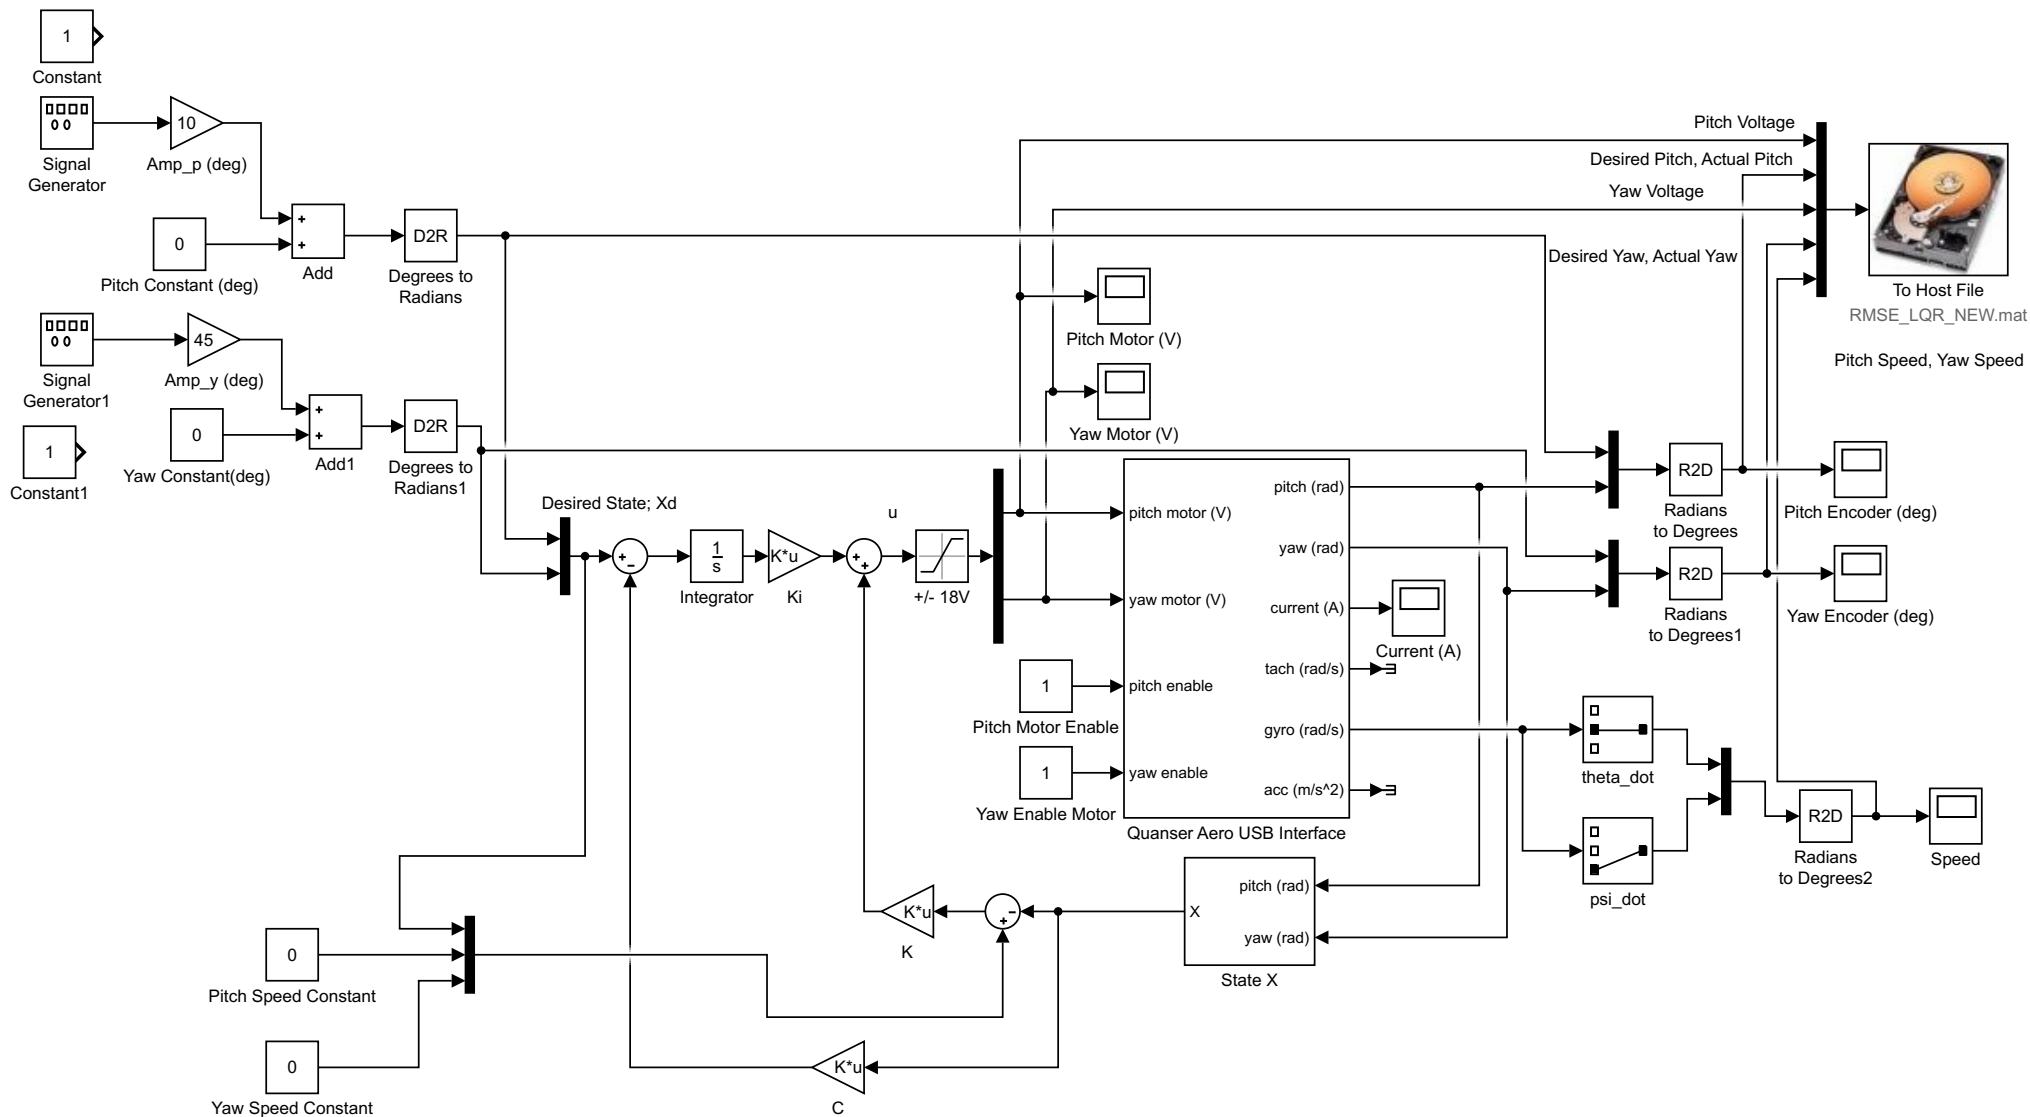 1
Constant
Signal
Generator
10
Amp_p (deg)
0
Pitch Constant (deg)
+
+
Add
D2R
Degrees to
Radians
Signal
Generator1
45
Amp_y (deg)
0
Yaw Constant(deg)
+
+
Add1
D2R
Degrees to
Radians1
1
Constant1
Desired State; Xd
+
-
1
s
Integrator
K*u
Ki
u
+
+
+/- 18V
Pitch Motor (V)
Yaw Motor (V)
pitch motor (V)
yaw motor (V)
pitch enable
yaw enable
pitch (rad)
yaw (rad)
current (A)
tach (rad/s)
gyro (rad/s)
acc (m/s^2)
Quanser Aero USB Interface
1
Pitch Motor Enable
1
Yaw Enable Motor
Current (A)
Pitch Voltage
Desired Pitch, Actual Pitch
Yaw Voltage
Desired Yaw, Actual Yaw
To Host File
RMSE_LQR_NEW.mat
Pitch Speed, Yaw Speed
R2D
Radians
to Degrees
Pitch Encoder (deg)
R2D
Radians
to Degrees1
Yaw Encoder (deg)
theta_dot
psi_dot
R2D
Radians
to Degrees2
Speed
pitch (rad)
X
yaw (rad)
State X
-
+
K*u
K
0
Pitch Speed Constant
0
Yaw Speed Constant
K*u
C